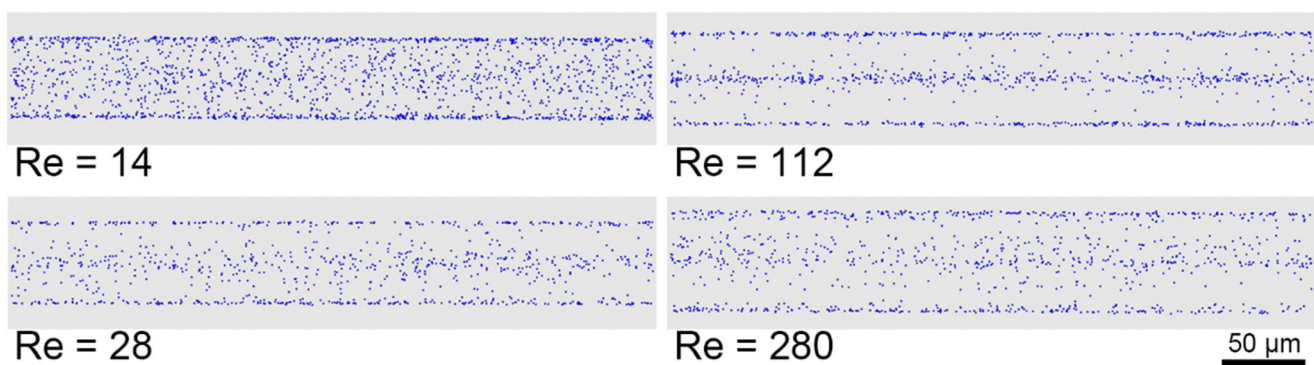 Re = 14
Re = 112
Re = 28
Re = 280
50 µm